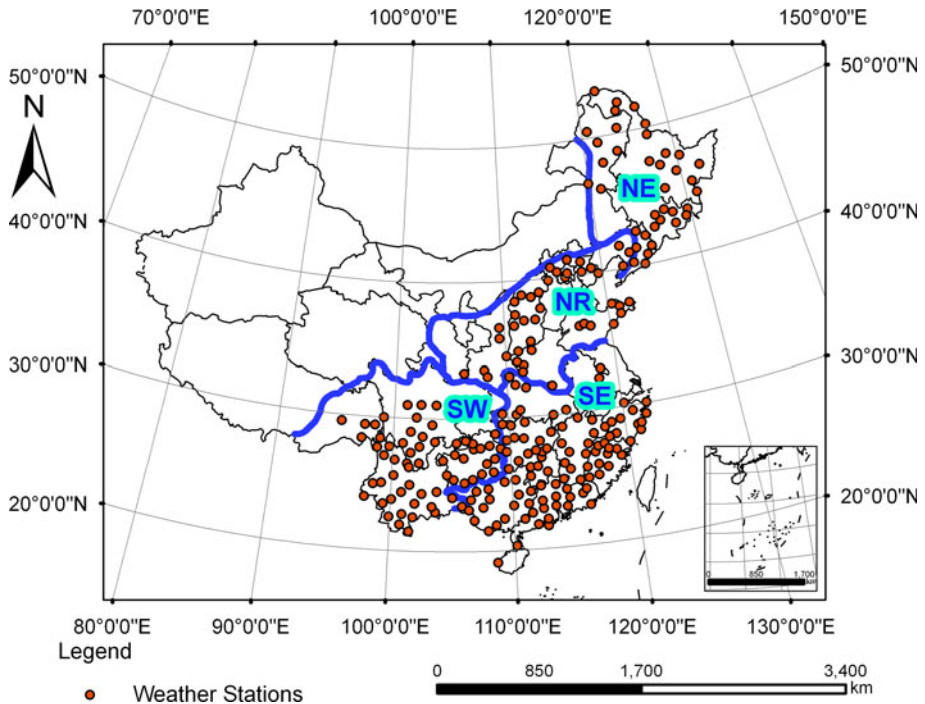 70°0'0"E 100°0'0"E 120°0'0"E 150°0'0"E
50°0'0"N 50°0'0"N
N
NE
40°0'0"N 40°0'0"N
NR
30°0'0"N 30°0'0"N
SE
SW
20°0'0"N 20°0'0"N
0 850 1,700
km
80°0'0"E 90°0'0"E 100°0'0"E 110°0'0"E 120°0'0"E 130°0'0"E
Legend
0 850 1,700 3,400
km
Weather Stations